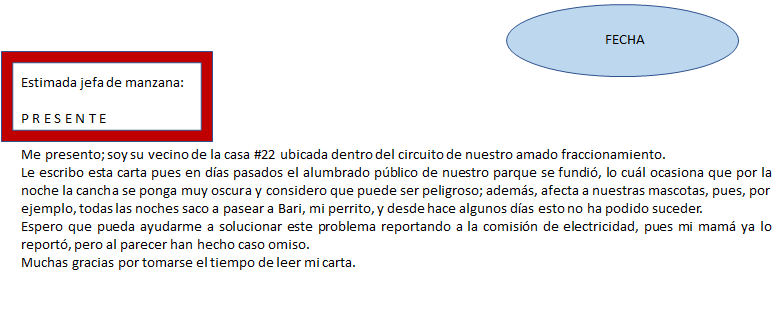 FECHA
Estimada jefa de manzana:
P R E S E N T E
Me presento; soy su vecino de la casa #22 ubicada dentro del circuito de nuestro amado fraccionamiento.
Le escribo esta carta pues en días pasados el alumbrado público de nuestro parque se fundió, lo cuál ocasiona que por la
noche la cancha se ponga muy oscura y considero que puede ser peligroso; además, afecta a nuestras mascotas, pues, por
ejemplo, todas las noches saco a pasear a Bari, mi perrito, y desde hace algunos días esto no ha podido suceder.
Espero que pueda ayudarme a solucionar este problema reportando a la comisión de electricidad, pues mi mamá ya lo
reportó, pero al parecer han hecho caso omiso.
Muchas gracias por tomarse el tiempo de leer mi carta.